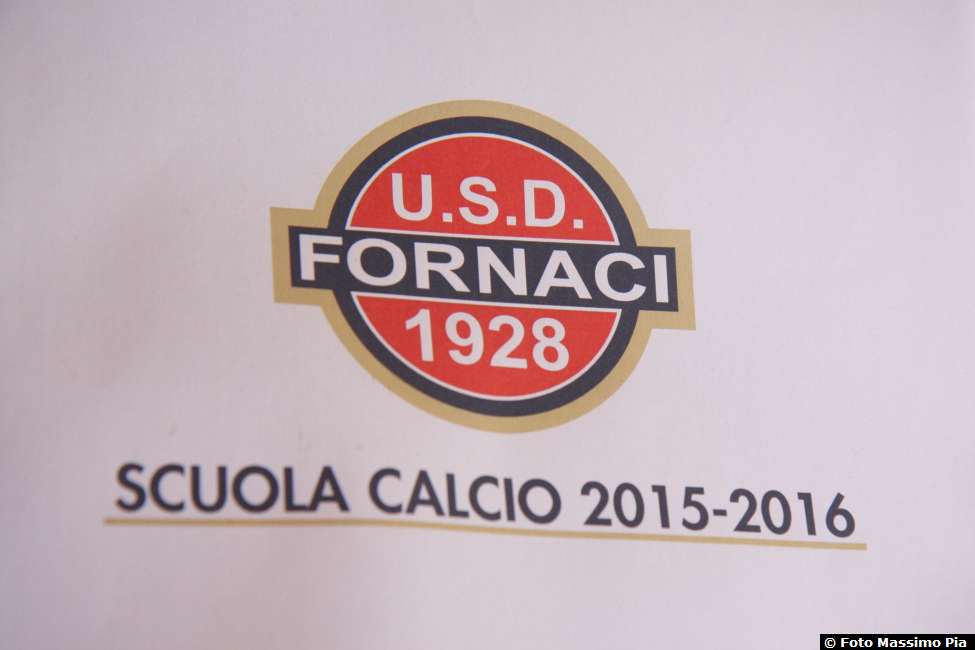 U.S.D.
FORNACI
1928
SCUOLA CALCIO 2015-2016
© Foto Massimo Pia